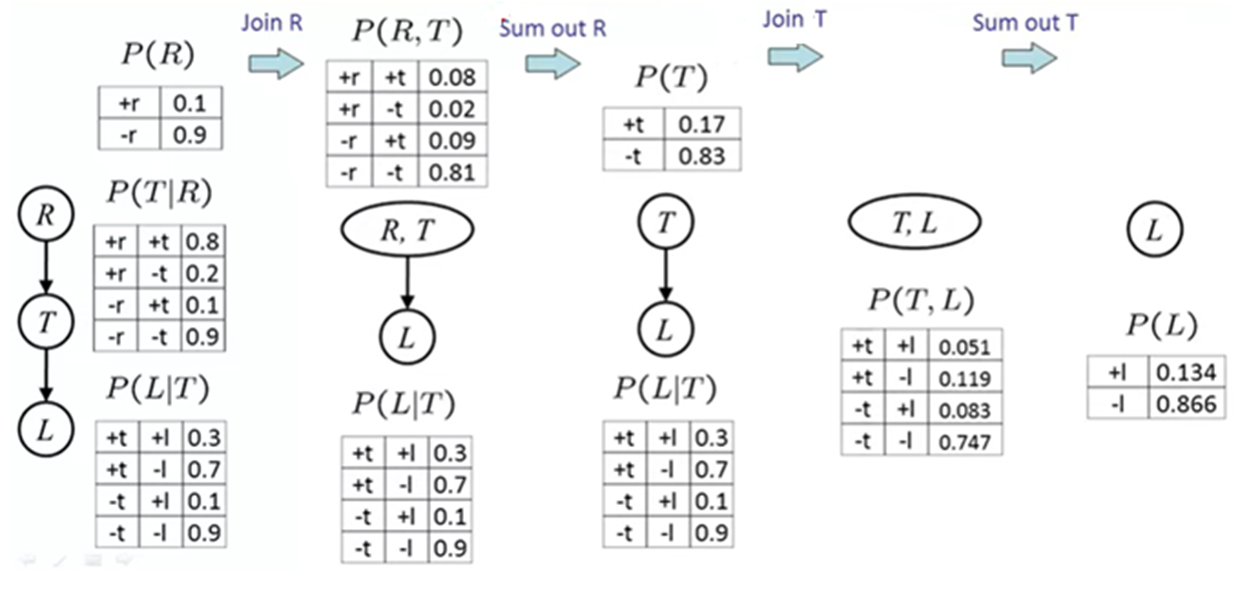 Join R
Sum out R
Join T
Sum out T
P(R)
+r 0.1
-r 0.9
P(T|R)
+r +t 0.8
+r -t 0.2
-r +t 0.1
-r -t 0.9
P(L|T)
+t +l 0.3
+t -l 0.7
-t +l 0.1
-t -l 0.9
R
T
L
P(R,T)
+r +t 0.08
+r -t 0.02
-r +t 0.09
-r -t 0.81
R, T
L
P(L|T)
+t +l 0.3
+t -l 0.7
-t +l 0.1
-t -l 0.9
P(T)
+t 0.17
-t 0.83
T
L
P(L|T)
+t +l 0.3
+t -l 0.7
-t +l 0.1
-t -l 0.9
T, L
P(T, L)
+t +l 0.051
+t -l 0.119
-t +l 0.083
-t -l 0.747
L
P(L)
+l 0.134
-l 0.866